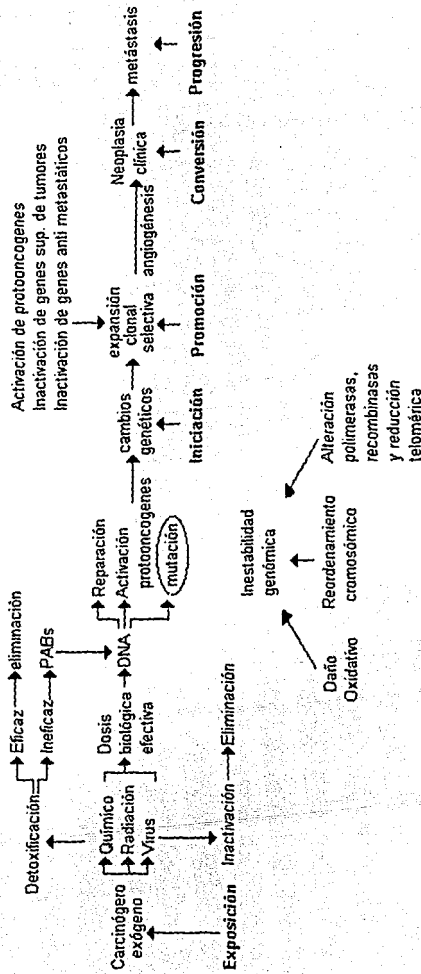 Activación de protooncogenes
Inactivación de genes sup. de tumores
Inactivación de genes anti metastáticos
Detoxificación
Eficaz
eliminación
Ineficaz
PABs
Carcinógero
exógeno
Químico
Radiación
Virus
Dosis
biológica
efectiva
DNA
Reparación
Activación
protooncogenes
mutación
cambios
genéticos
expansión
clonal
selectiva
angiogénesis
Neoplasia
clínica
metástasis
Exposición
Inactivación
Eliminación
Iniciación
Promoción
Conversión
Progresión
Inestabilidad
genómica
Daño
Oxidativo
Reordenamiento
cromosómico
Alteración
polimerasas,
recombinasas
y reducción
telomérica